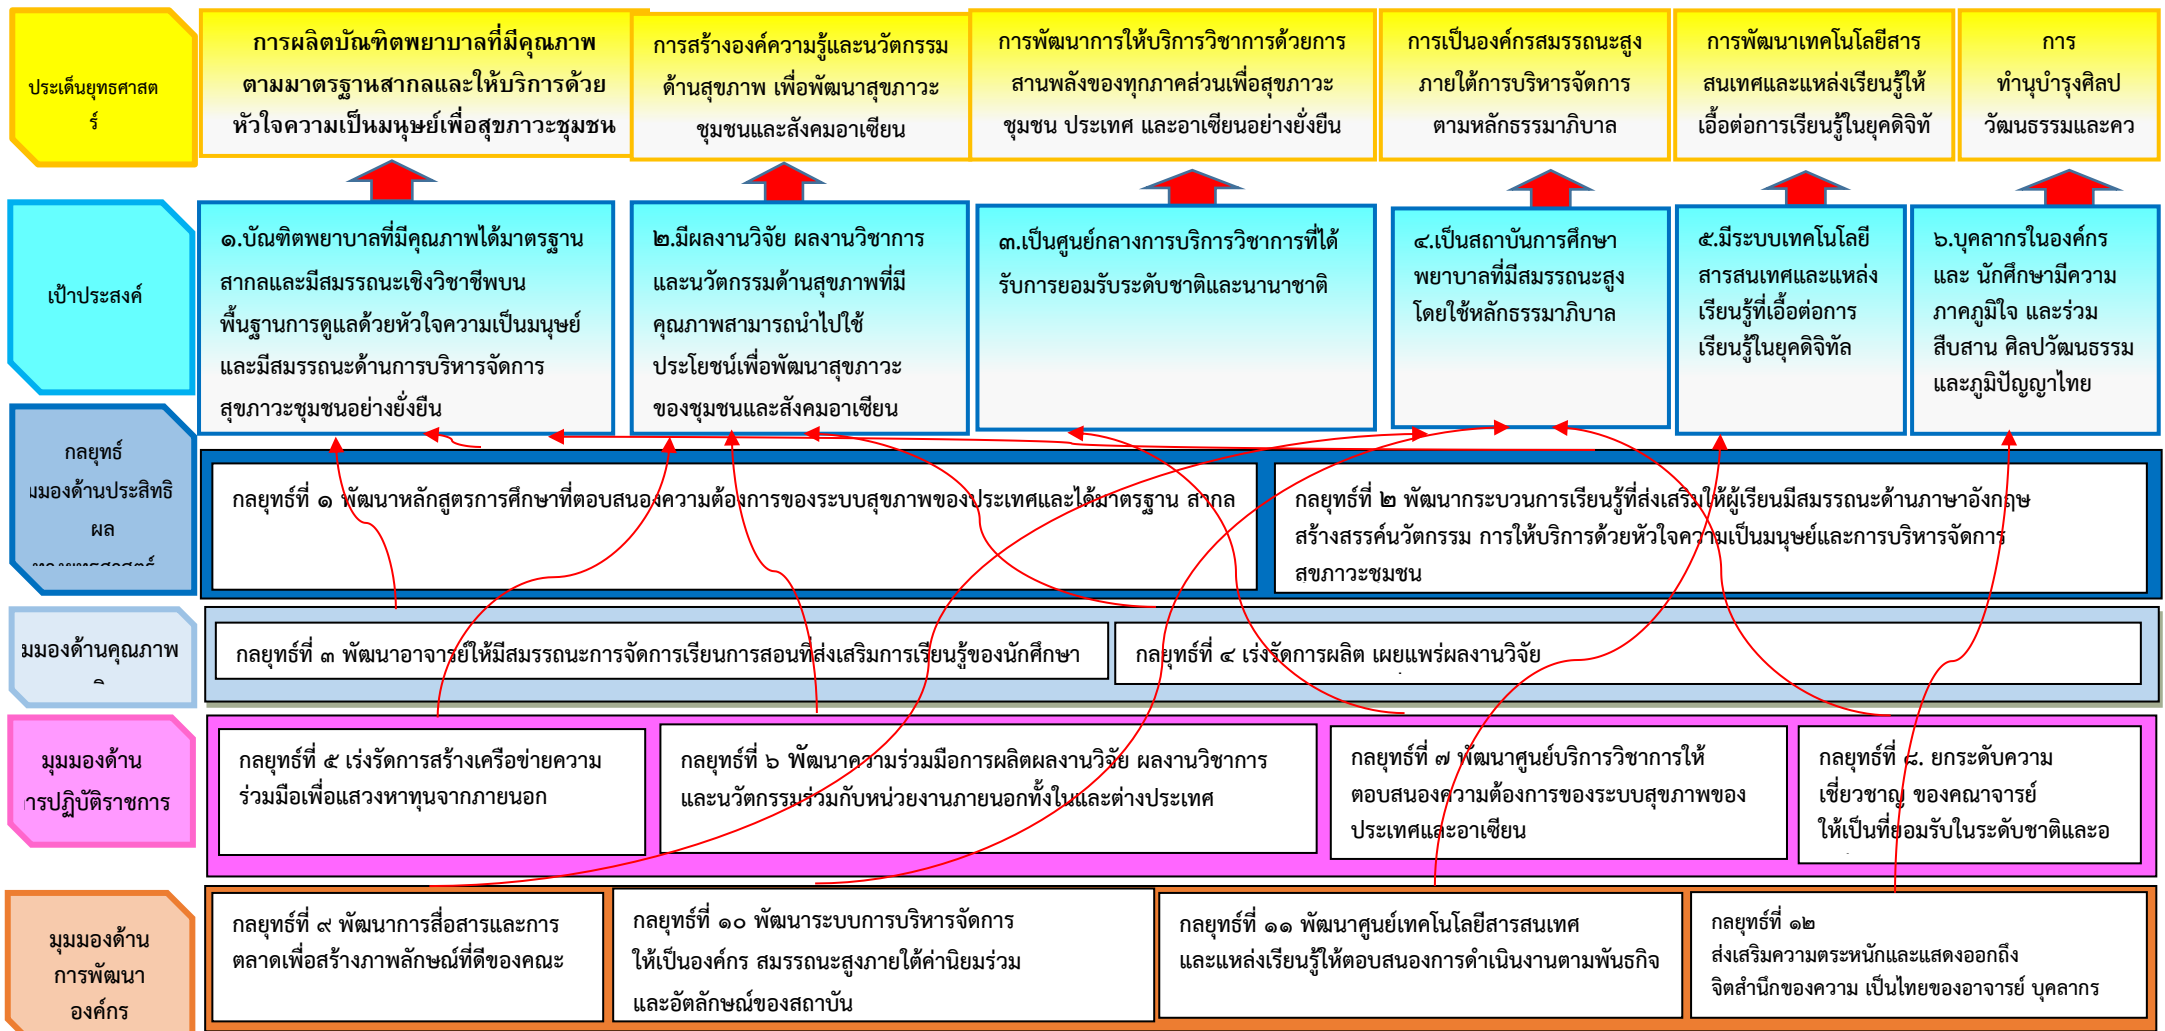 ประเด็นยุทธศาสต
ร์
การผลิตบัณฑิตพยาบาลที่มีคุณภาพ
ตามมาตรฐานสากลและให้บริการด้วย
หัวใจความเป็นมนุษย์เพื่อสุขภาวะชุมชน
การสร้างองค์ความรู้และนวัตกรรม
ด้านสุขภาพ เพื่อพัฒนาสุขภาวะ
ชุมชนและสังคมอาเซียน
การพัฒนาการให้บริการวิชาการด้วยการ
สานพลังของทุกภาคส่วนเพื่อสุขภาวะ
ชุมชน ประเทศ และอาเซียนอย่างยั่งยืน
การเป็นองค์กรสมรรถนะสูง
ภายใต้การบริหารจัดการ
ตามหลักธรรมาภิบาล
การพัฒนาเทคโนโลยีสาร
สนเทศและแหล่งเรียนรู้ให้
เอื้อต่อการเรียนรู้ในยุคดิจิทั
การ
ทำนุบำรุงศิลป
วัฒนธรรมและคว
เป้าประสงค์
๑.บัณฑิตพยาบาลที่มีคุณภาพได้มาตรฐาน
สากลและมีสมรรถนะเชิงวิชาชีพบน
พื้นฐานการดูแลด้วยหัวใจความเป็นมนุษย์
และมีสมรรถนะด้านการบริหารจัดการ
สุขภาวะชุมชนอย่างยั่งยืน
๒.มีผลงานวิจัย ผลงานวิชาการ
และนวัตกรรมด้านสุขภาพที่มี
คุณภาพสามารถนำไปใช้
ประโยชน์เพื่อพัฒนาสุขภาวะ
ของชุมชนและสังคมอาเซียน
๓.เป็นศูนย์กลางการบริการวิชาการที่ได้
รับการยอมรับระดับชาติและนานาชาติ
๔.เป็นสถาบันการศึกษา
พยาบาลที่มีสมรรถนะสูง
โดยใช้หลักธรรมาภิบาล
๕.มีระบบเทคโนโลยี
สารสนเทศและแหล่ง
เรียนรู้ที่เอื้อต่อการ
เรียนรู้ในยุคดิจิทัล
๖.บุคลากรในองค์กร
และ นักศึกษามีความ
ภาคภูมิใจ และร่วม
สืบสาน ศิลปวัฒนธรรม
และภูมิปัญญาไทย
กลยุทธ์
มมองด้านประสิทธิ
ผล
กลยุทธ์ที่ ๑ พัฒนาหลักสูตรการศึกษาที่ตอบสนองความต้องการของระบบสุขภาพของประเทศและได้มาตรฐาน สากล
กลยุทธ์ที่ ๒ พัฒนากระบวนการเรียนรู้ที่ส่งเสริมให้ผู้เรียนมีสมรรถนะด้านภาษาอังกฤษ
สร้างสรรค์นวัตกรรม การให้บริการด้วยหัวใจความเป็นมนุษย์และการบริหารจัดการ
สุขภาวะชุมชน
มมองด้านคุณภาพ
กลยุทธ์ที่ ๓ พัฒนาอาจารย์ให้มีสมรรถนะการจัดการเรียนการสอนที่ส่งเสริมการเรียนรู้ของนักศึกษา
กลยุทธ์ที่ ๔ เร่งรัดการผลิต เผยแพร่ผลงานวิจัย
มุมมองด้าน
ารปฏิบัติราชการ
กลยุทธ์ที่ ๕ เร่งรัดการสร้างเครือข่ายความ
ร่วมมือเพื่อแสวงหาทุนจากภายนอก
กลยุทธ์ที่ ๖ พัฒนาความร่วมมือการผลิตผลงานวิจัย ผลงานวิชาการ
และนวัตกรรมร่วมกับหน่วยงานภายนอกทั้งในและต่างประเทศ
กลยุทธ์ที่ ๗ พัฒนาศูนย์บริการวิชาการให้
ตอบสนองความต้องการของระบบสุขภาพของ
ประเทศและอาเซียน
กลยุทธ์ที่ ๘. ยกระดับความ
เชี่ยวชาญ ของคณาจารย์
ให้เป็นที่ยอมรับในระดับชาติและอ
มุมมองด้าน
การพัฒนา
องค์กร
กลยุทธ์ที่ ๙ พัฒนาการสื่อสารและการ
ตลาดเพื่อสร้างภาพลักษณ์ที่ดีของคณะ
กลยุทธ์ที่ ๑๐ พัฒนาระบบการบริหารจัดการ
ให้เป็นองค์กร สมรรถนะสูงภายใต้ค่านิยมร่วม
และอัตลักษณ์ของสถาบัน
กลยุทธ์ที่ ๑๑ พัฒนาศูนย์เทคโนโลยีสารสนเทศ
และแหล่งเรียนรู้ให้ตอบสนองการดำเนินงานตามพันธกิจ
กลยุทธ์ที่ ๑๒
ส่งเสริมความตระหนักและแสดงออกถึง
จิตสำนึกของความ เป็นไทยของอาจารย์ บุคลากร